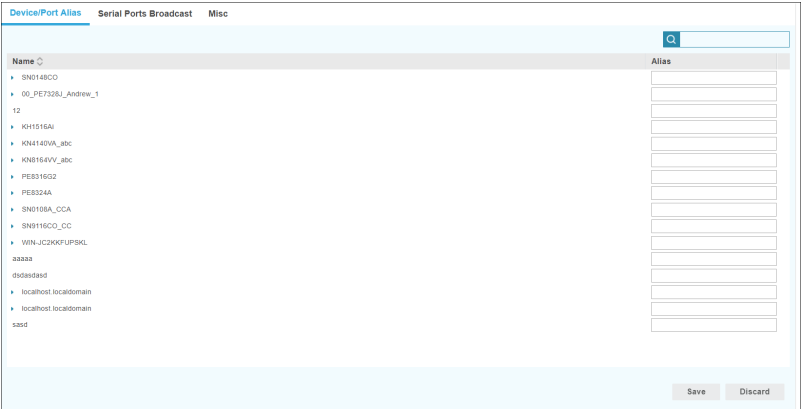 Device/Port Alias Serial Ports Broadcast Misc
Name Alias
SN0148CO
00_PE7328J_Andrew_1
12
KH1516Ai
KN4140VA_abc
KN8164VV_abc
PE8316G2
PE8324A
SN0108A_CCA
SN9116CO_CC
WIN-JC2KKFUPSKL
aaaaa
dsdasdasd
localhost.localdomain
localhost.localdomain
sasd
Save Discard